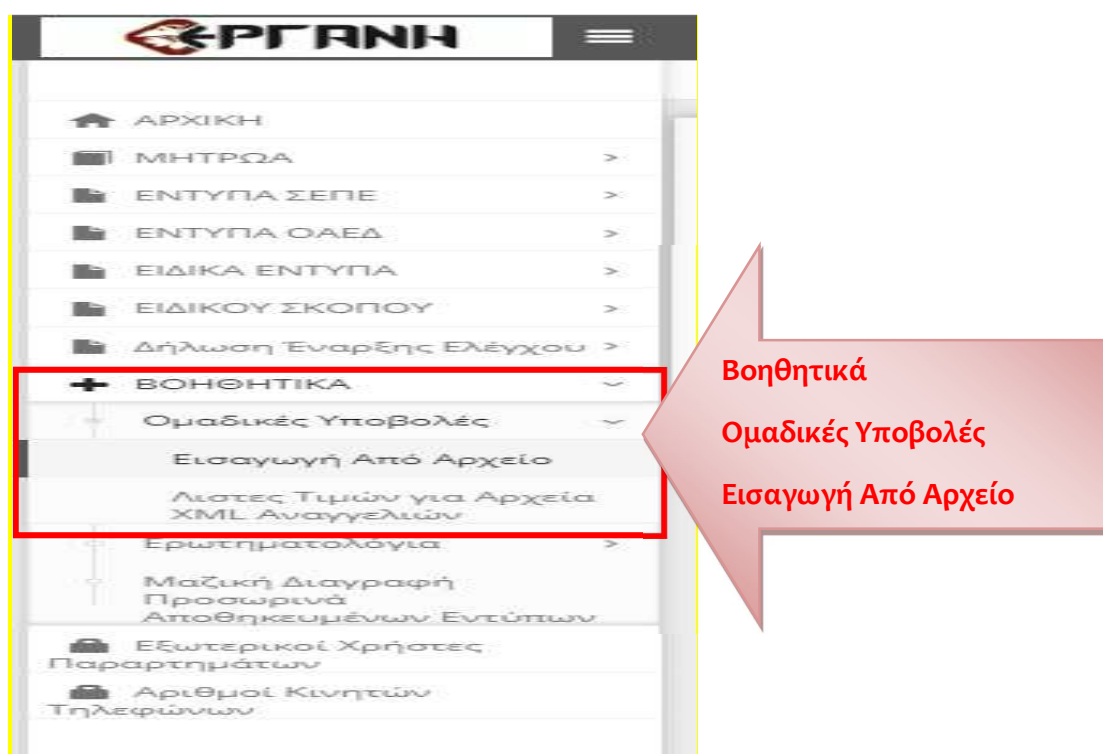 ΕΡΓΑΝΗ
ΑΡΧΙΚΗ
ΜΗΤΡΩΑ
ΕΝΤΥΠΑ ΣΕΠΕ
ΕΝΤΥΠΑ ΟΑΕΔ
ΕΙΔΙΚΑ ΕΝΤΥΠΑ
ΕΙΔΙΚΟΥ ΣΚΟΠΟΥ
Δήλωση Έναρξης Ελέγχου
ΒΟΗΘΗΤΙΚΑ
Ομαδικές Υποβολές
Εισαγωγή Από Αρχείο
Λιστες Τιμών για Αρχεία
XML Αναγγελιών
Ερωτηματολόγια
Μαζική Διαγραφή
Προσωρινά
Αποθηκευμένων Εντύπων
Εξωτερικοί Χρήστες
Παραρτημάτων
Αριθμοί Κινητών
Τηλεφώνων
Βοηθητικά
Ομαδικές Υποβολές
Εισαγωγή Από Αρχείο